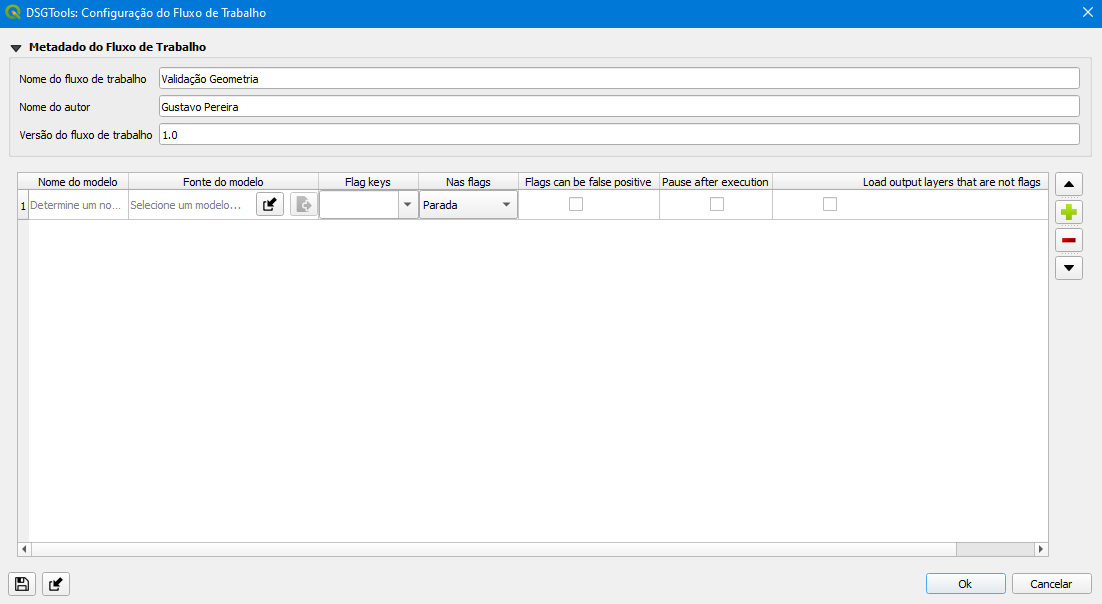 DSGTools: Configuração do Fluxo de Trabalho
Metadado do Fluxo de Trabalho
Nome do fluxo de trabalho Validação Geometria
Nome do autor Gustavo Pereira
Versão do fluxo de trabalho 1.0
Nome do modelo Fonte do modelo Flag keys Nas flags Flags can be false positive Pause after execution Load output layers that are not flags
1 Determine um no... Selecione um modelo... Parada
Ok Cancelar